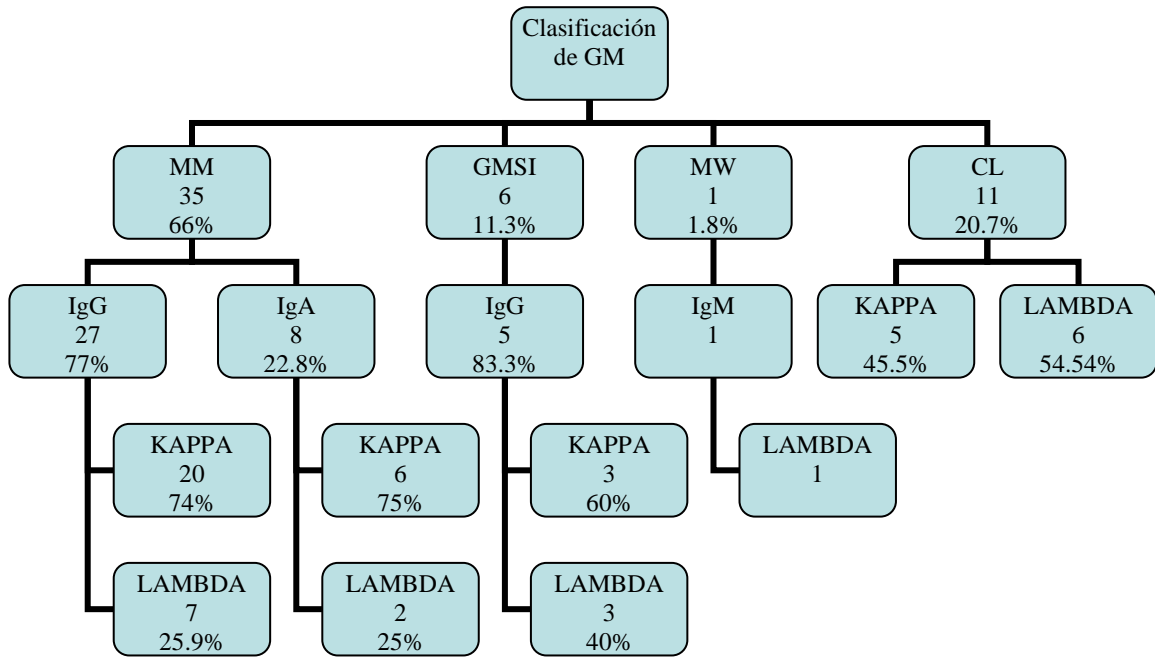 Clasificación
de GM
MM
35
66%
GMSI
6
11.3%
MW
1
1.8%
CL
11
20.7%
IgG
27
77%
IgA
8
22.8%
IgG
5
83.3%
IgM
1
KAPPA
5
45.5%
LAMBDA
6
54.54%
KAPPA
20
74%
KAPPA
6
75%
KAPPA
3
60%
LAMBDA
1
LAMBDA
7
25.9%
LAMBDA
2
25%
LAMBDA
3
40%